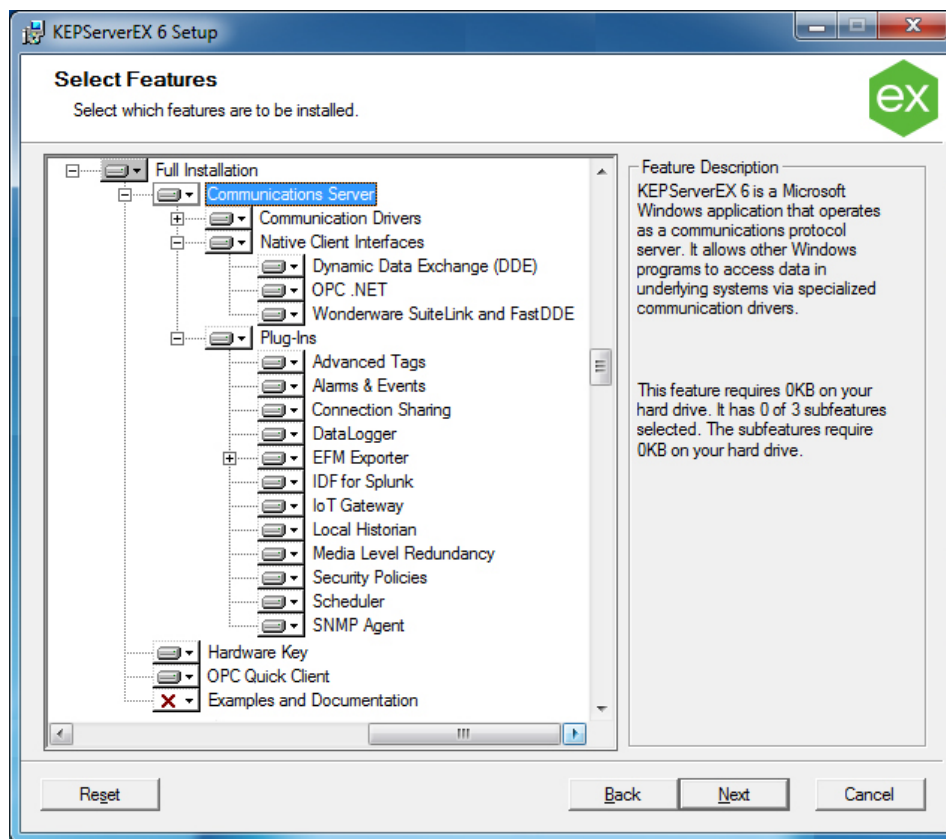 KEPServerEX 6 Setup
Select Features
Select which features are to be installed.
ex
Full Installation
Communications Server
Communication Drivers
Native Client Interfaces
Dynamic Data Exchange (DDE)
OPC .NET
Wonderware SuiteLink and FastDDE
Plug-Ins
Advanced Tags
Alarms & Events
Connection Sharing
DataLogger
EFM Exporter
IDF for Splunk
IoT Gateway
Local Historian
Media Level Redundancy
Security Policies
Scheduler
SNMP Agent
Hardware Key
OPC Quick Client
Examples and Documentation
Feature Description
KEPServerEX 6 is a Microsoft
Windows application that operates
as a communications protocol
server. It allows other Windows
programs to access data in
underlying systems via specialized
communication drivers.
This feature requires 0KB on your
hard drive. It has 0 of 3 subfeatures
selected. The subfeatures require
0KB on your hard drive.
Reset
Back
Next
Cancel